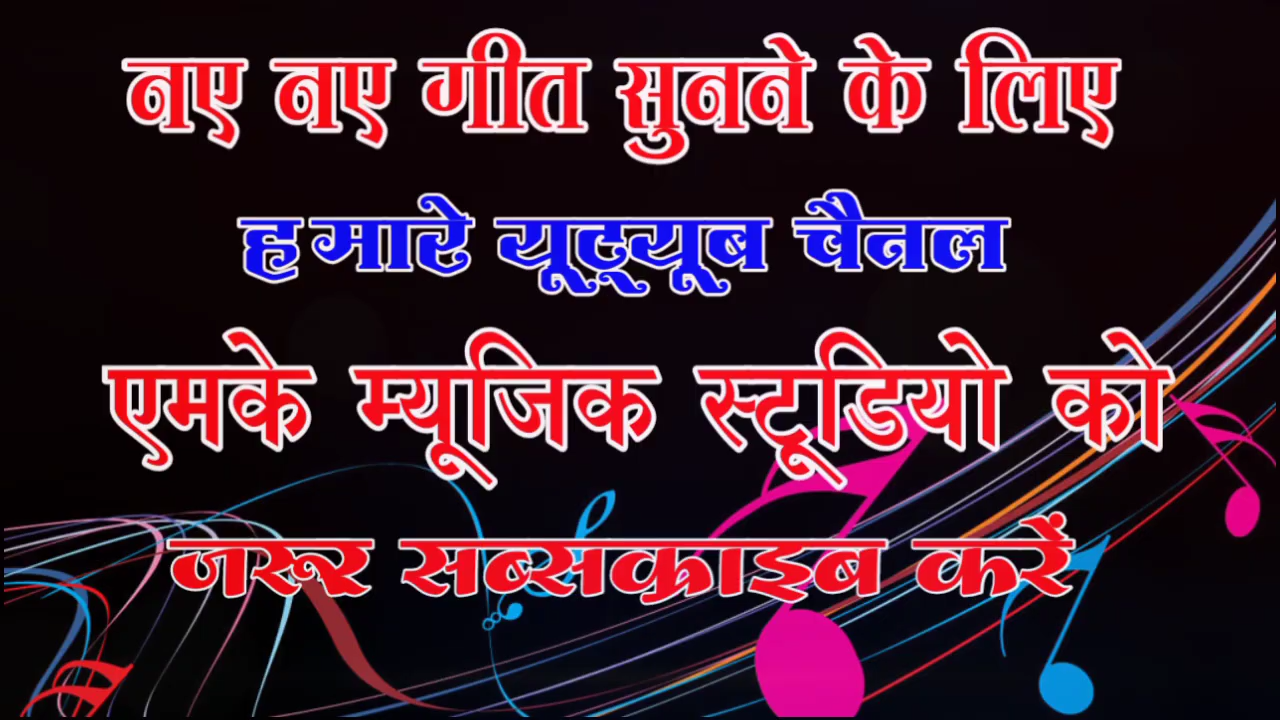 नए नए गीत सुनने के लिए
हमारे यूट्यूब चैनल
एमके म्यूजिक स्टूडियो को
जरूर सब्सक्राइब करें